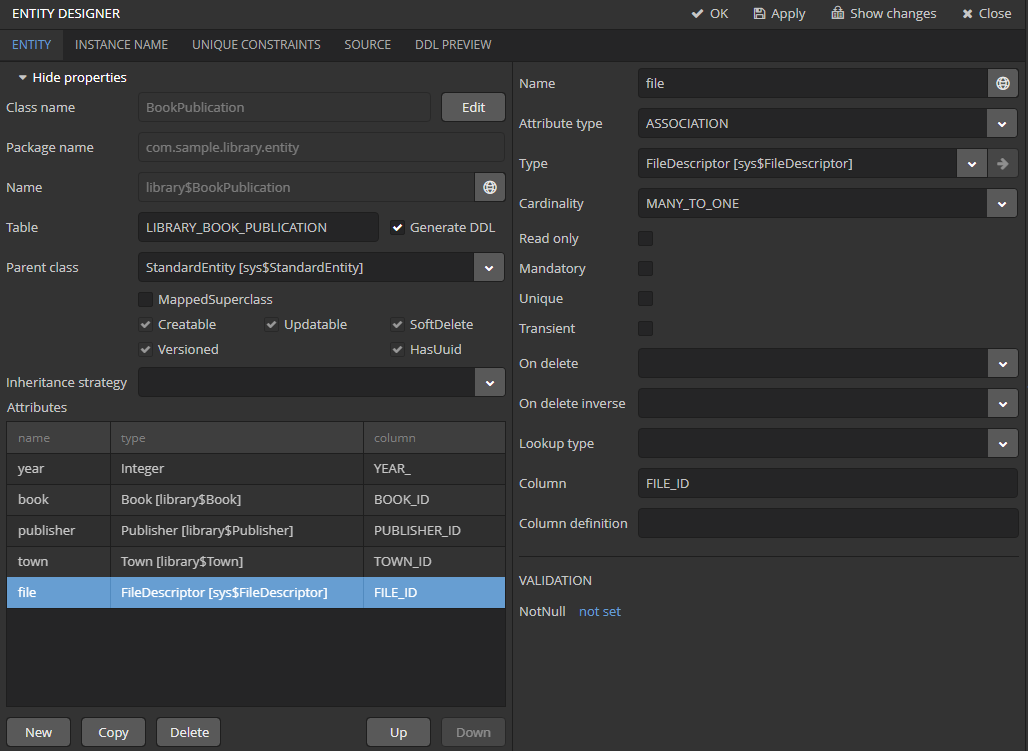 ENTITY DESIGNER
OK Apply Show changes Close
ENTITY INSTANCE NAME UNIQUE CONSTRAINTS SOURCE DDL PREVIEW
Hide properties
Class name BookPublication Edit
Package name com.sample.library.entity
Name library$BookPublication
Table LIBRARY_BOOK_PUBLICATION Generate DDL
Parent class StandardEntity [sys$StandardEntity]
MappedSuperclass
Creatable Updatable SoftDelete
Versioned HasUuid
Inheritance strategy
Attributes
name type column
year Integer YEAR_
book Book [library$Book] BOOK_ID
publisher Publisher [library$Publisher] PUBLISHER_ID
town Town [library$Town] TOWN_ID
file FileDescriptor [sys$FileDescriptor] FILE_ID
New Copy Delete Up Down
Name file
Attribute type ASSOCIATION
Type FileDescriptor [sys$FileDescriptor]
Cardinality MANY_TO_ONE
Read only
Mandatory
Unique
Transient
On delete
On delete inverse
Lookup type
Column FILE_ID
Column definition
VALIDATION
NotNull not set